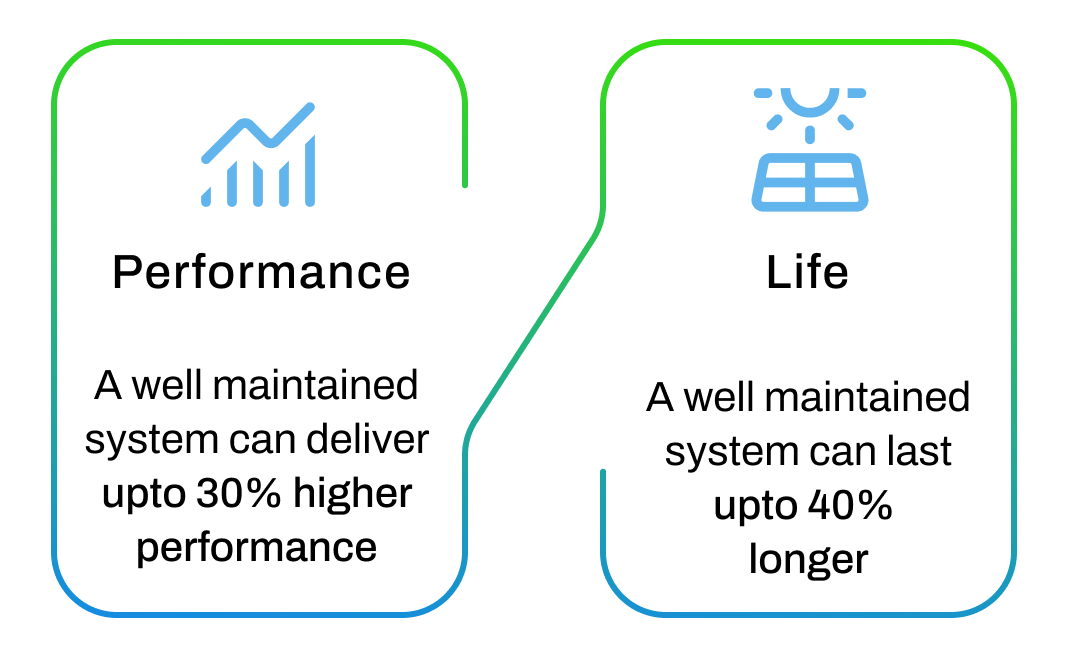 Performance
A well maintained
system can deliver
upto 30% higher
performance
Life
A well maintained
system can last
upto 40%
longer